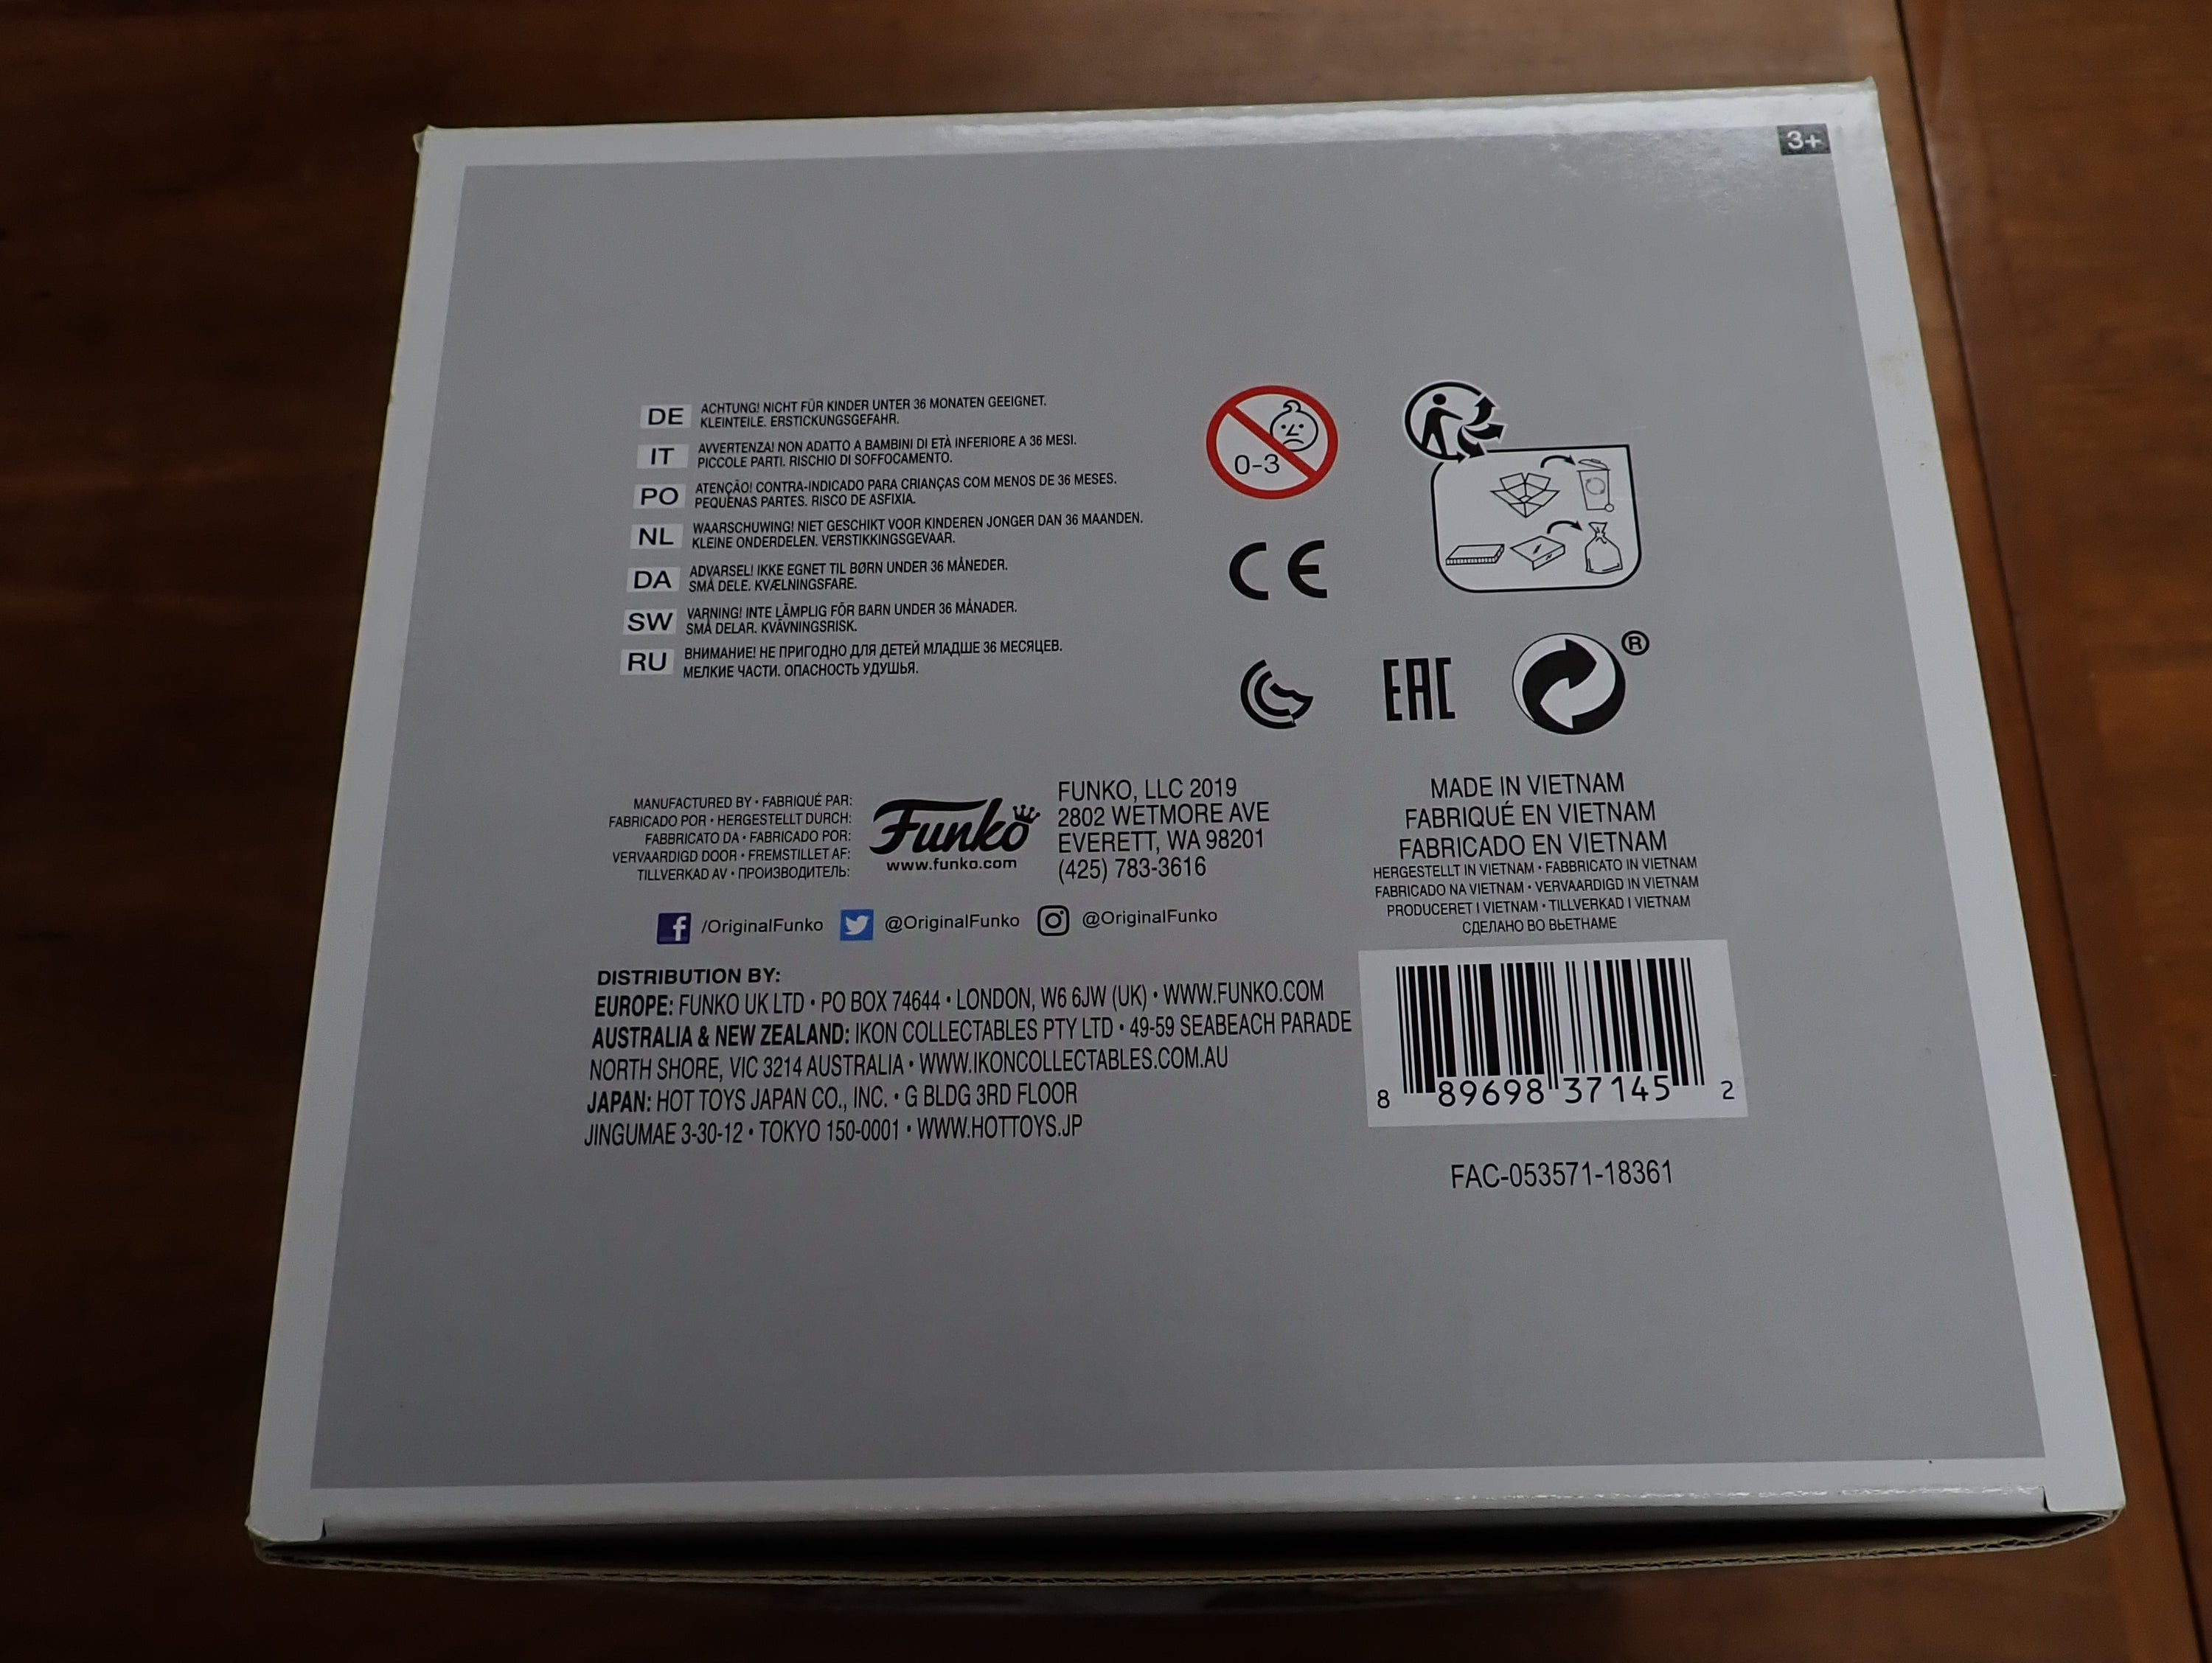 3+
DE
ACHTUNG! NICHT FÜR KINDER UNTER 36 MONATEN GEEIGNET.
KLEINTEILE. ERSTICKUNGSGEFAHR.
IT
AVVERTENZA! NON ADATTO A BAMBINI DI ETÀ INFERIORE A 36 MESI.
PICCOLE PARTI. RISCHIO DI SOFFOCAMENTO.
PO
ATENÇÃO! CONTRA-INDICADO PARA CRIANÇAS COM MENOS DE 36 MESES.
PEQUENAS PARTES. RISCO DE ASFIXIA.
NL
WAARSCHUWING! NIET GESCHIKT VOOR KINDEREN JONGER DAN 36 MAANDEN.
KLEINE ONDERDELEN. VERSTIKKINGSGEVAAR.
DA
ADVARSEL! IKKE EGNET TIL BØRN UNDER 36 MÅNEDER.
SMÅ DELE. KVÆLNINGSFARE.
SW
VARNING! INTE LÄMPLIG FÖR BARN UNDER 36 MÅNADER.
SMÅ DELAR. KVÄVNINGSRISK.
RU
ВНИМАНИЕ! НЕ ПРИГОДНО ДЛЯ ДЕТЕЙ МЛАДШЕ 36 МЕСЯЦЕВ.
МЕЛКИЕ ЧАСТИ. ОПАСНОСТЬ УДУШЬЯ.
0-3
CE
EAC
®
MANUFACTURED BY • FABRIQUÉ PAR:
FABRICADO POR • HERGESTELLT DURCH:
FABBRICATO DA • FABRICADO POR:
VERVAARDIGD DOOR • FREMSTILLET AF:
TILLVERKAD AV • ПРОИЗВОДИТЕЛЬ:
Funko
www.funko.com
FUNKO, LLC 2019
2802 WETMORE AVE
EVERETT, WA 98201
(425) 783-3616
f /OriginalFunko @OriginalFunko @OriginalFunko
DISTRIBUTION BY:
EUROPE: FUNKO UK LTD • PO BOX 74644 • LONDON, W6 6JW (UK) • WWW.FUNKO.COM
AUSTRALIA & NEW ZEALAND: IKON COLLECTABLES PTY LTD • 49-59 SEABEACH PARADE
NORTH SHORE, VIC 3214 AUSTRALIA • WWW.IKONCOLLECTABLES.COM.AU
JAPAN: HOT TOYS JAPAN CO., INC. • G BLDG 3RD FLOOR
JINGUMAE 3-30-12 • TOKYO 150-0001 • WWW.HOTTOYS.JP
MADE IN VIETNAM
FABRIQUÉ EN VIETNAM
FABRICADO EN VIETNAM
HERGESTELLT IN VIETNAM • FABBRICATO IN VIETNAM
FABRICADO NA VIETNAM • VERVAARDIGD IN VIETNAM
PRODUCERET I VIETNAM • TILLVERKAD I VIETNAM
СДЕЛАНО ВО ВЬЕТНАМЕ
8 89698 37145 2
FAC-053571-18361